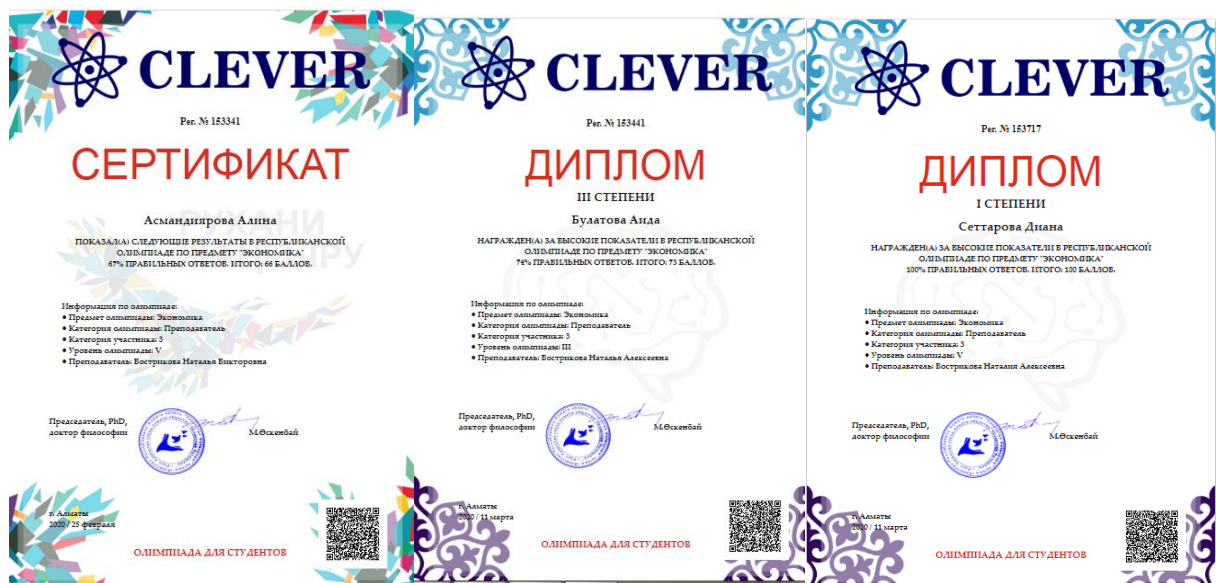 CLEVER
Рег. № 153341
СЕРТИФИКАТ
Асмандиярова Алина
ПОКАЗАЛ(А) СЛЕДУЮЩИЕ РЕЗУЛЬТАТЫ В РЕСПУБЛИКАНСКОЙ
ОЛИМПИАДЕ ПО ПРЕДМЕТУ "ЭКОНОМИКА"
67% ПРАВИЛЬНЫХ ОТВЕТОВ. ИТОГО: 66 БАЛЛОВ.
Информация по олимпиаде:
• Предмет олимпиады: Экономика
• Категория олимпиады: Преподаватель
• Категория участника: 3
• Уровень олимпиады: V
• Преподаватель: Вострикова Наталья Викторовна
Председатель, PhD,
доктор философии
М.Өскенбай
г. Алматы
2020 / 25 февраля
ОЛИМПИАДА ДЛЯ СТУДЕНТОВ
CLEVER
Рег. № 153441
ДИПЛОМ
III СТЕПЕНИ
Булатова Аида
НАГРАЖДЕН(А) ЗА ВЫСОКИЕ ПОКАЗАТЕЛИ В РЕСПУБЛИКАНСКОЙ
ОЛИМПИАДЕ ПО ПРЕДМЕТУ "ЭКОНОМИКА"
74% ПРАВИЛЬНЫХ ОТВЕТОВ. ИТОГО: 73 БАЛЛОВ.
Информация по олимпиаде:
• Предмет олимпиады: Экономика
• Категория олимпиады: Преподаватель
• Категория участника: 3
• Уровень олимпиады: III
• Преподаватель: Вострикова Наталья Алексеевна
Председатель, PhD,
доктор философии
М.Өскенбай
г. Алматы
2020 / 11 марта
ОЛИМПИАДА ДЛЯ СТУДЕНТОВ
CLEVER
Рег. № 153717
ДИПЛОМ
I СТЕПЕНИ
Сеттарова Диана
НАГРАЖДЕН(А) ЗА ВЫСОКИЕ ПОКАЗАТЕЛИ В РЕСПУБЛИКАНСКОЙ
ОЛИМПИАДЕ ПО ПРЕДМЕТУ "ЭКОНОМИКА"
100% ПРАВИЛЬНЫХ ОТВЕТОВ. ИТОГО: 100 БАЛЛОВ.
Информация по олимпиаде:
• Предмет олимпиады: Экономика
• Категория олимпиады: Преподаватель
• Категория участника: 3
• Уровень олимпиады: V
• Преподаватель: Вострикова Наталия Алексеевна
Председатель, PhD,
доктор философии
М.Өскенбай
г. Алматы
2020 / 11 марта
ОЛИМПИАДА ДЛЯ СТУДЕНТОВ